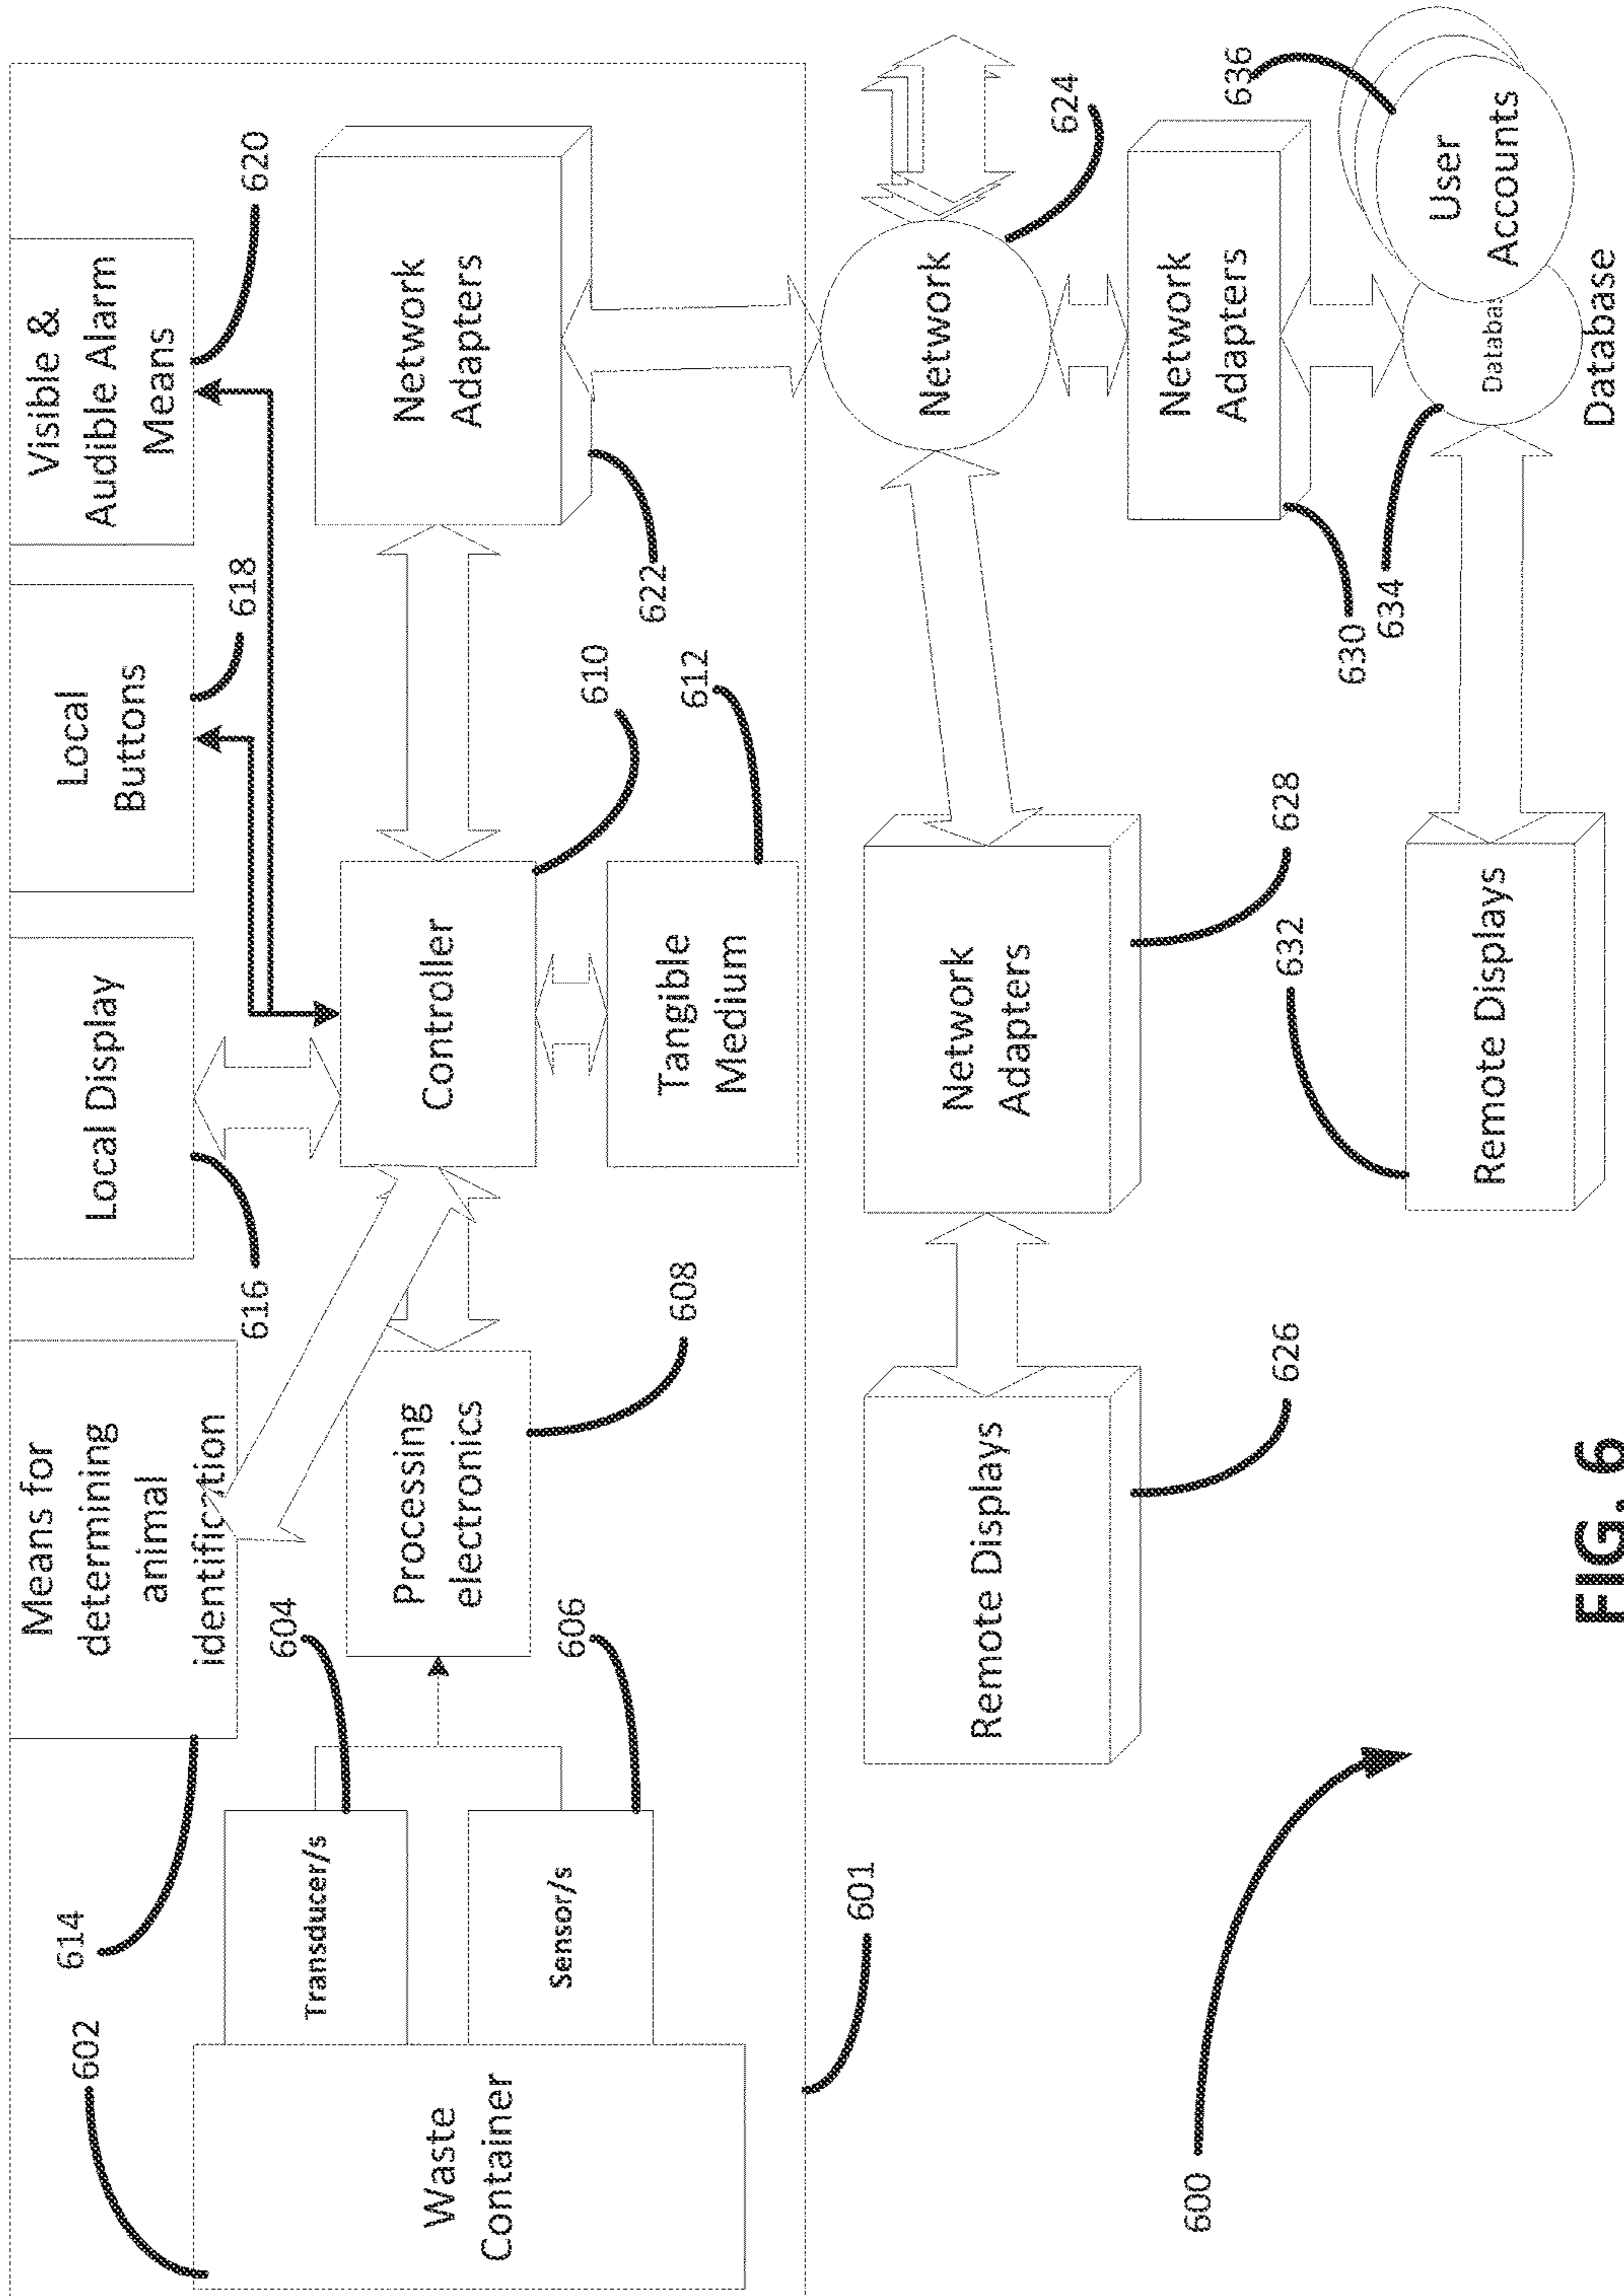 602
614
Means for
determining
animal
identification
616
Local Display
Local
Buttons
618
Visible &
Audible Alarm
Means
620
Waste
Container
Transducer/s
604
Sensor/s
606
Processing
electronics
608
Controller
610
Tangible
Medium
612
Network
Adapters
622
601
Remote Displays
626
Network
Adapters
628
Network
624
Network
Adapters
630
632
Remote Displays
634
Databas
User
Accounts
636
Database
600
FIG. 6